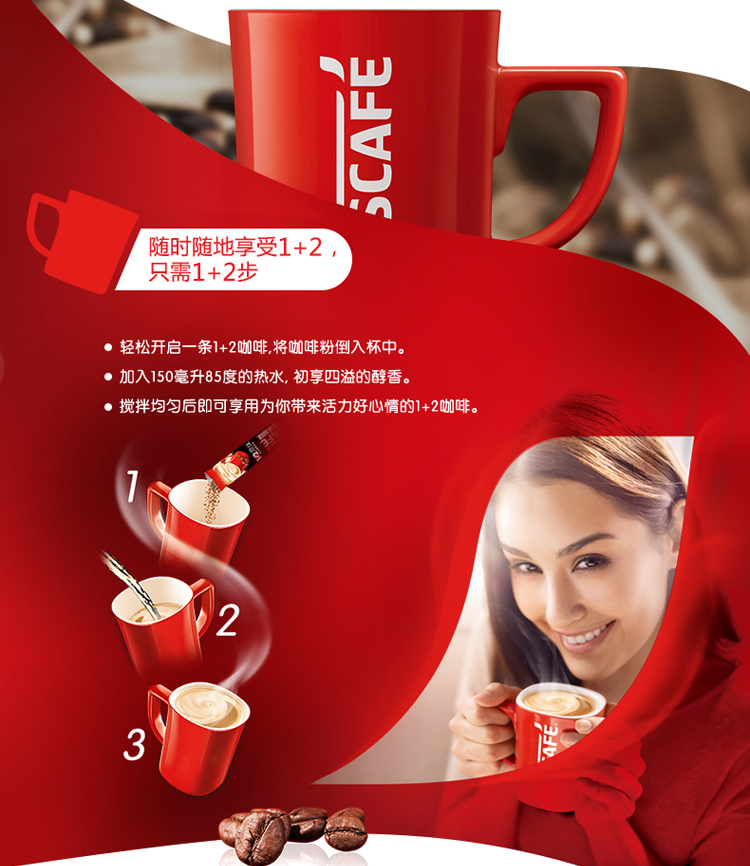 SCAFE
随时随地享受1+2，
只需1+2步
轻松开启一条1+2咖啡,将咖啡粉倒入杯中。
加入150毫升85度的热水, 初享四溢的醇香。
搅拌均匀后即可享用为你带来活力好心情的1+2咖啡。
1
2
3
CAFE